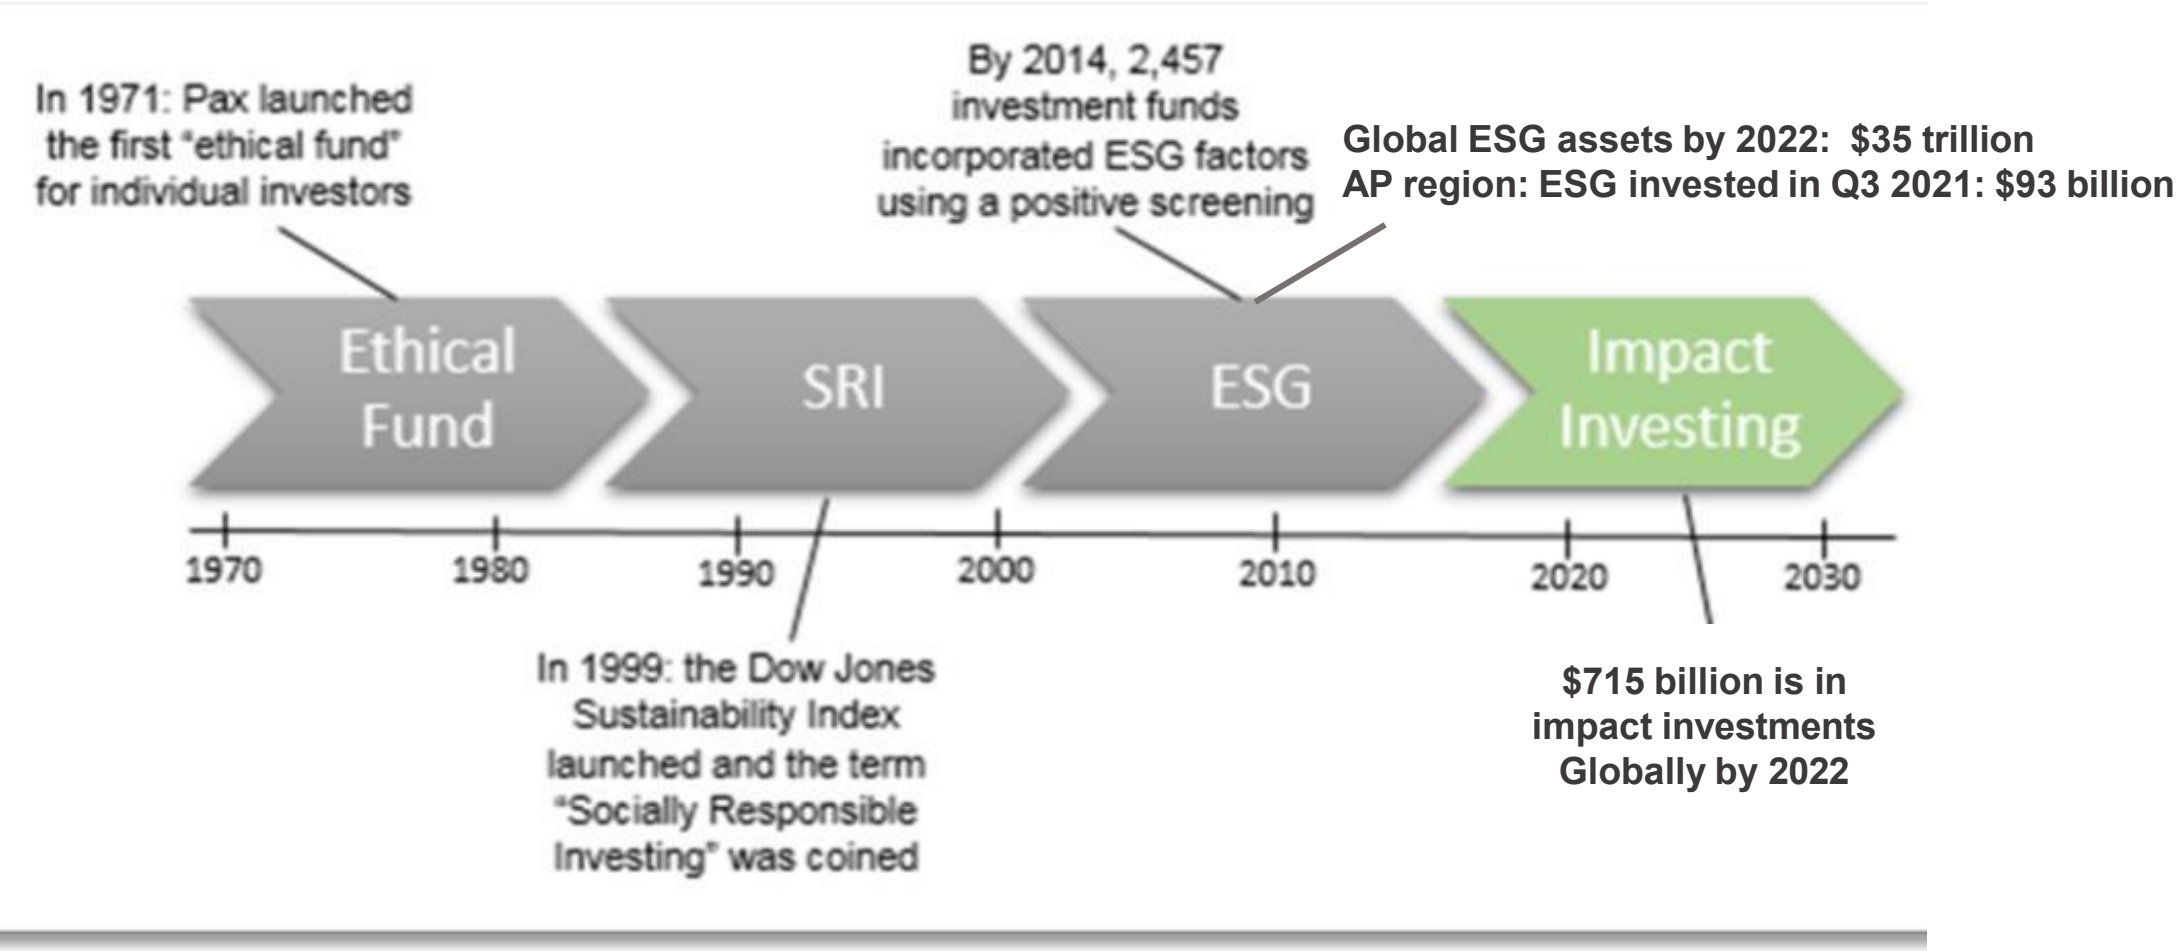 In 1971: Pax launched
the first "ethical fund"
for individual investors
By 2014, 2,457
investment funds
incorporated ESG factors
using a positive screening
Global ESG assets by 2022: $35 trillion
AP region: ESG invested in Q3 2021: $93 billion
Ethical
Fund
SRI
ESG
Impact
Investing
1970
1980
1990
2000
2010
2020
2030
In 1999: the Dow Jones
Sustainability Index
launched and the term
"Socially Responsible
Investing" was coined
$715 billion is in
impact investments
Globally by 2022